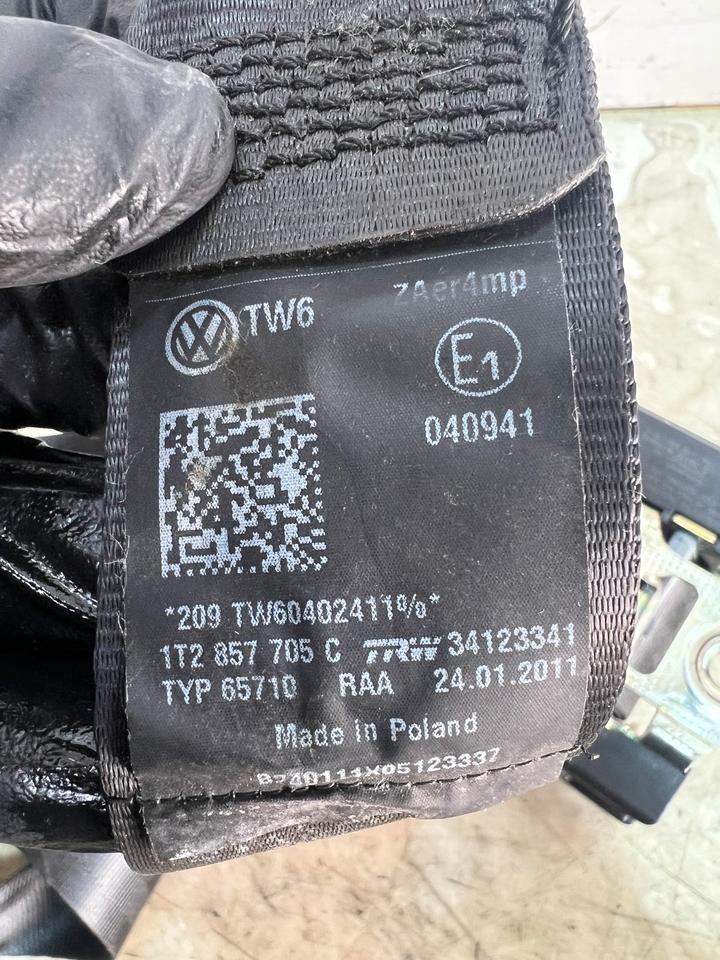 TW6
ZAer4mp
E1
040941
*209 TW60402411%*
1T2 857 705 C TRW 34123341
TYP 65710 RAA 24.01.2011
Made in Poland